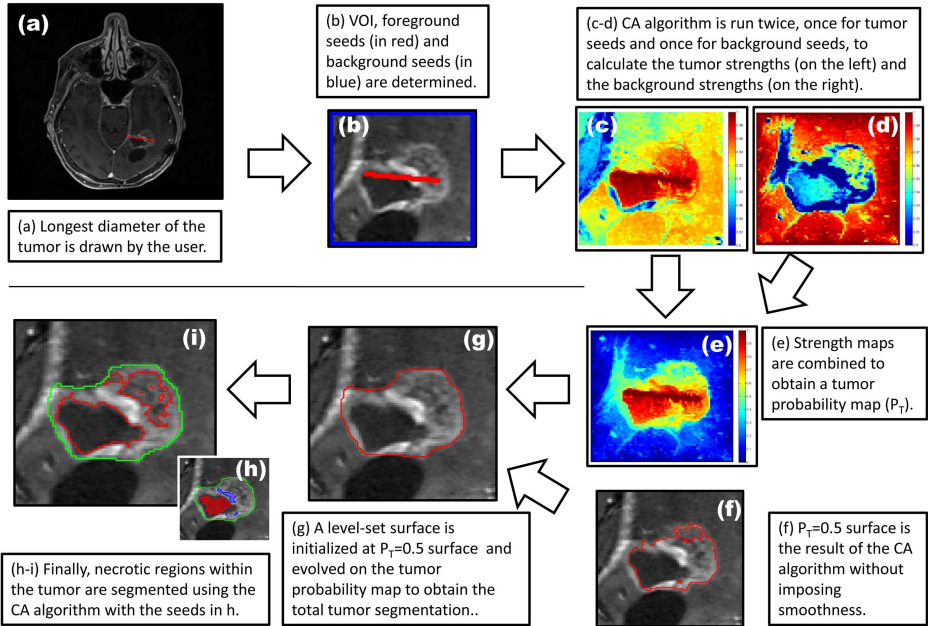 (a)
(b) VOI, foreground
seeds (in red) and
background seeds (in
blue) are determined.
(c-d) CA algorithm is run twice, once for tumor
seeds and once for background seeds, to
calculate the tumor strengths (on the left) and
the background strengths (on the right).
(b)
(c)
(d)
(a) Longest diameter of the
tumor is drawn by the user.
(i)
(g)
(e)
(e) Strength maps
are combined to
obtain a tumor
probability map (P_T).
(h)
(f)
(h-i) Finally, necrotic regions within
the tumor are segmented using the
CA algorithm with the seeds in h.
(g) A level-set surface is
initialized at P_T=0.5 surface and
evolved on the tumor
probability map to obtain the
total tumor segmentation..
(f) P_T=0.5 surface is
the result of the CA
algorithm without
imposing
smoothness.